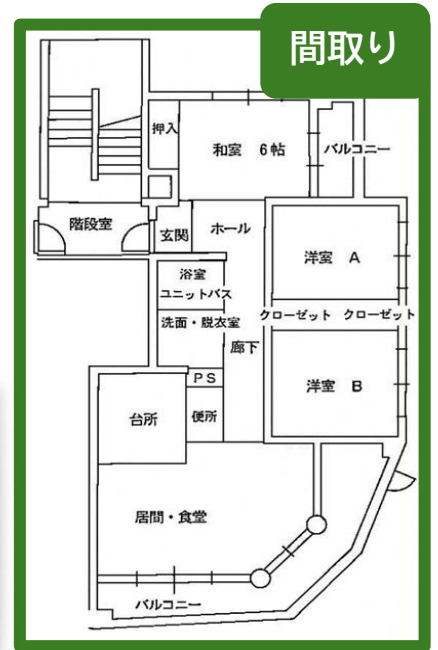 間取り
押入
和室 6帖
バルコニー
階段室
玄関
ホール
洋室 A
浴室
ユニットバス
クローゼット クローゼット
洗面・脱衣室
廊下
PS
洋室 B
台所
便所
居間・食堂
バルコニー